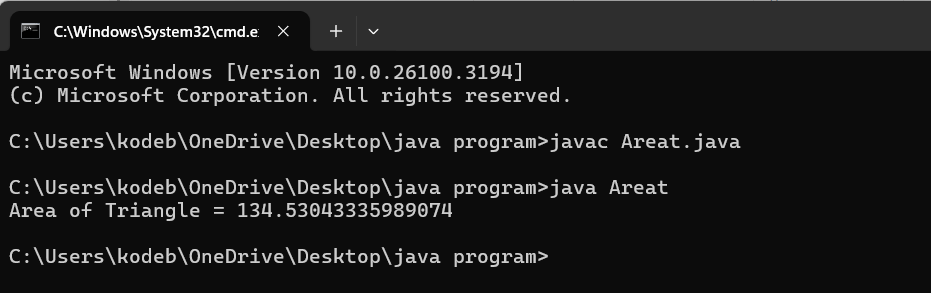 C:\Windows\System32\cmd.e
Microsoft Windows [Version 10.0.26100.3194]
(c) Microsoft Corporation. All rights reserved.
C:\Users\kodeb\OneDrive\Desktop\java program>javac Areat.java
C:\Users\kodeb\OneDrive\Desktop\java program>java Areat
Area of Triangle = 134.53043335989074
C:\Users\kodeb\OneDrive\Desktop\java program>